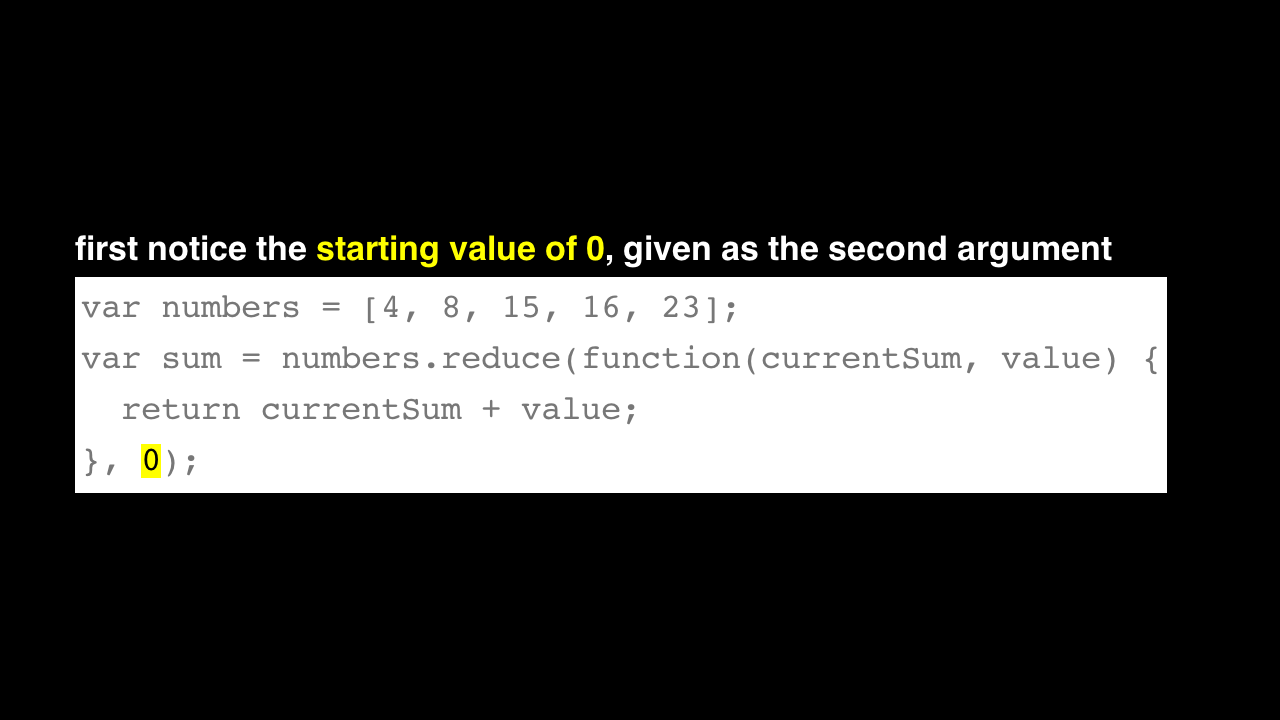 first notice the starting value of 0, given as the second argument
var numbers = [4, 8, 15, 16, 23];
var sum = numbers.reduce(function(currentSum, value) {
  return currentSum + value;
}, 0);